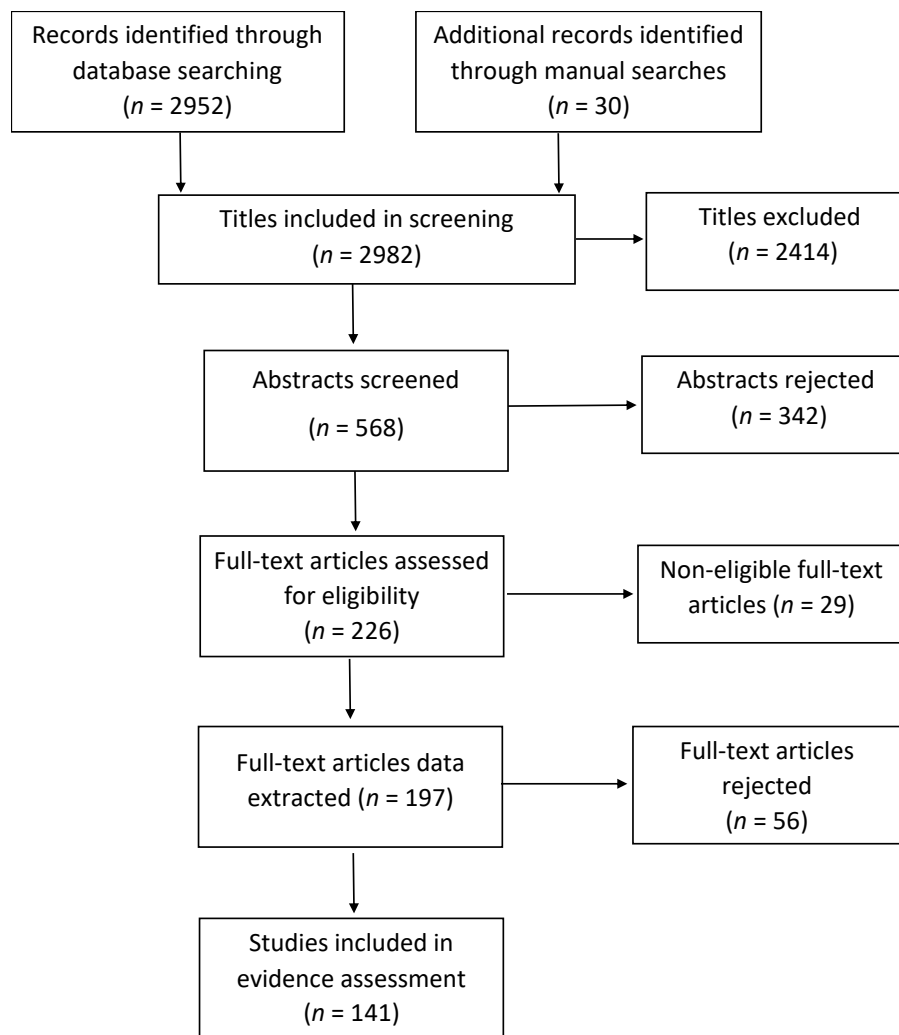 Records identified through
database searching
(n = 2952)
Additional records identified
through manual searches
(n = 30)
Titles included in screening
(n = 2982)
Titles excluded
(n = 2414)
Abstracts screened
(n = 568)
Abstracts rejected
(n = 342)
Full-text articles assessed
for eligibility
(n = 226)
Non-eligible full-text
articles (n = 29)
Full-text articles data
extracted (n = 197)
Full-text articles
rejected
(n = 56)
Studies included in
evidence assessment
(n = 141)